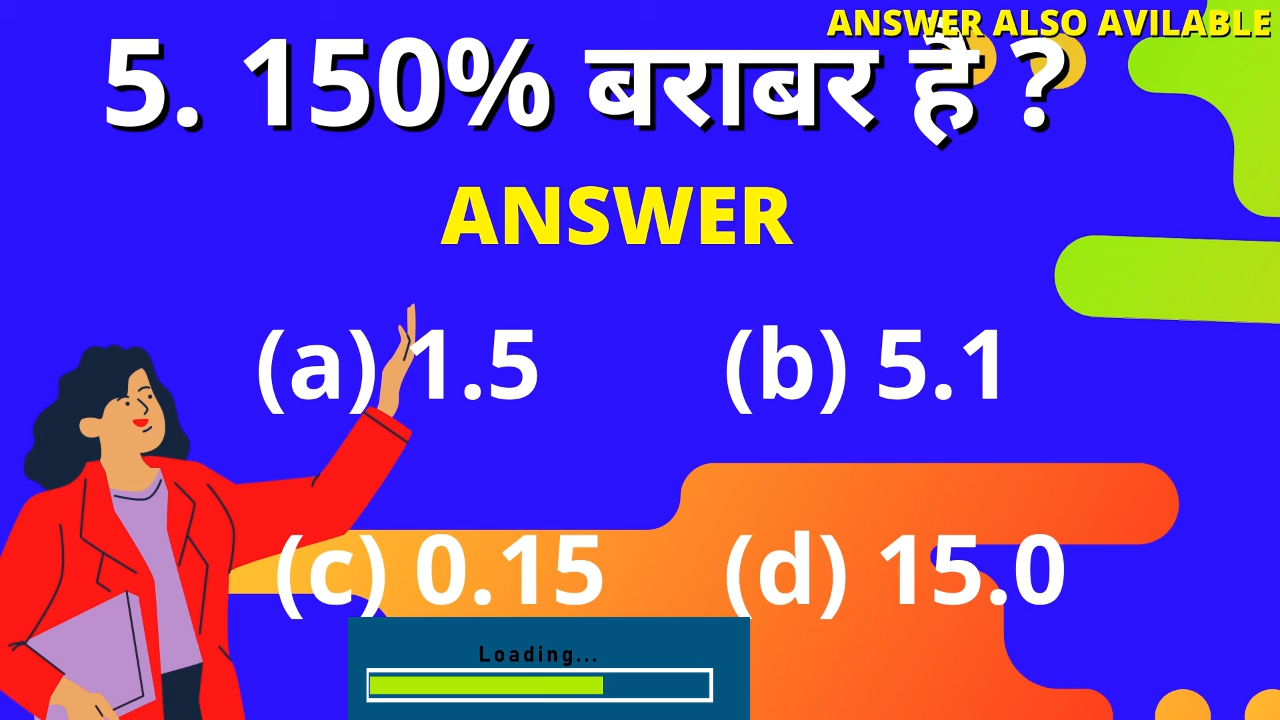 ANSWER ALSO AVILABLE
5. 150% बराबर है ?
ANSWER
(a) 1.5 (b) 5.1
(c) 0.15 (d) 15.0
Loading...